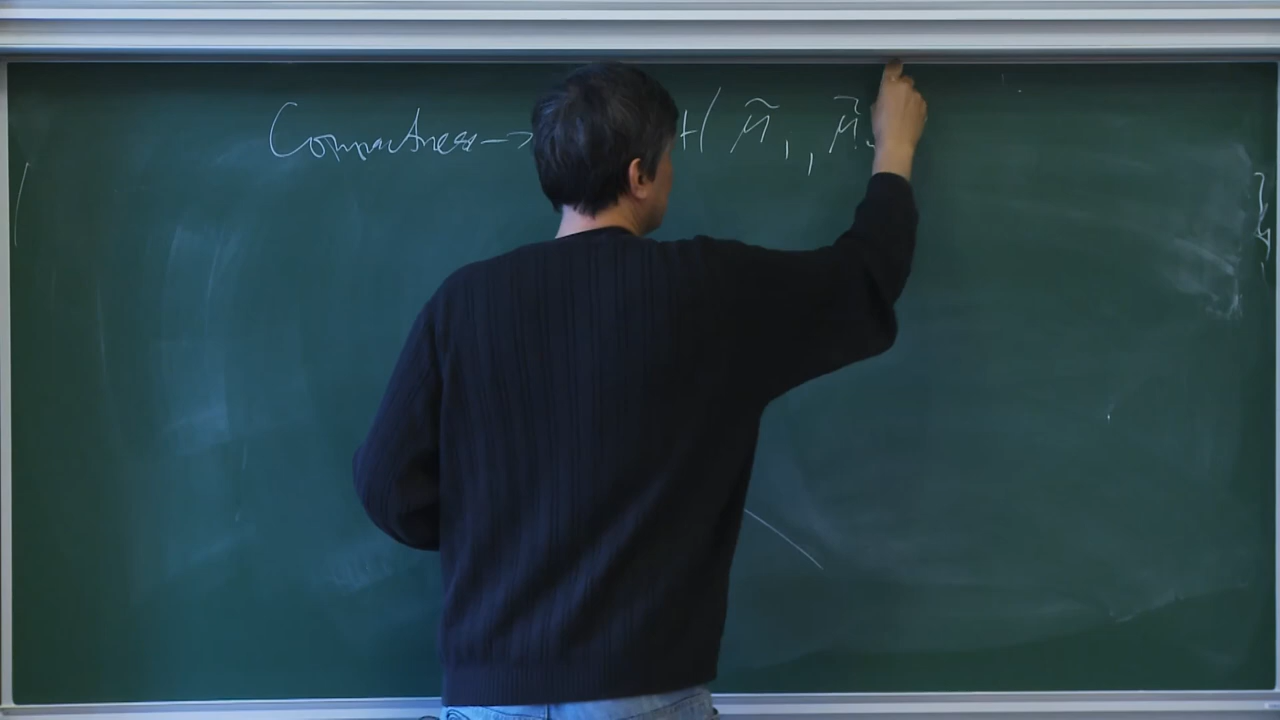 Compactness → H( μ̃₁, μ̃